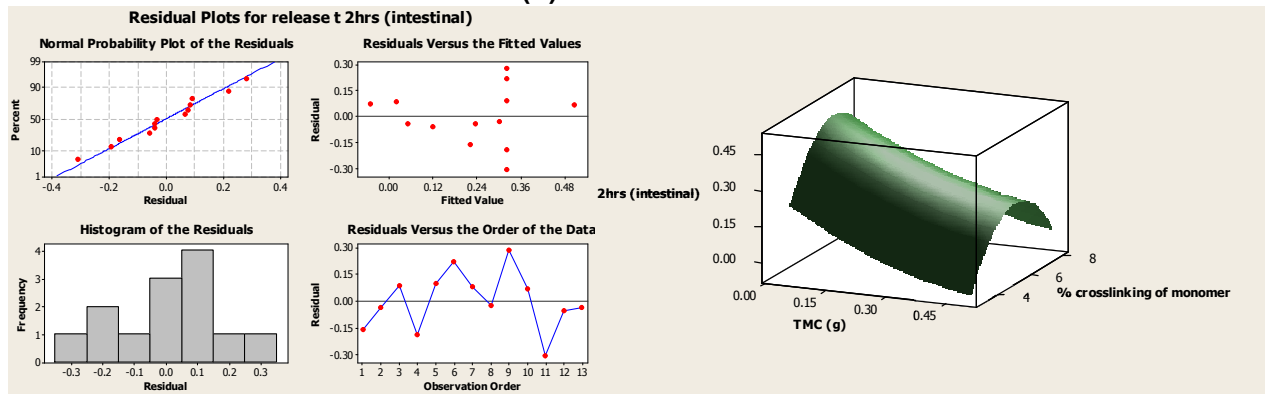 Residual Plots for release t 2hrs (intestinal)
Normal Probability Plot of the Residuals
99
90
50
10
1
Percent
-0.4 -0.2 0.0 0.2 0.4
Residual
Residuals Versus the Fitted Values
0.30
0.15
0.00
-0.15
-0.30
Residual
0.00 0.12 0.24 0.36 0.48
Fitted Value
Histogram of the Residuals
4
3
2
1
0
Frequency
-0.3 -0.2 -0.1 0.0 0.1 0.2 0.3
Residual
Residuals Versus the Order of the Data
0.30
0.15
0.00
-0.15
-0.30
Residual
1 2 3 4 5 6 7 8 9 10 11 12 13
Observation Order
2hrs (intestinal)
0.45
0.30
0.15
0.00
0.00 0.15 0.30 0.45
TMC (g)
4 6 8
% crosslinking of monomer